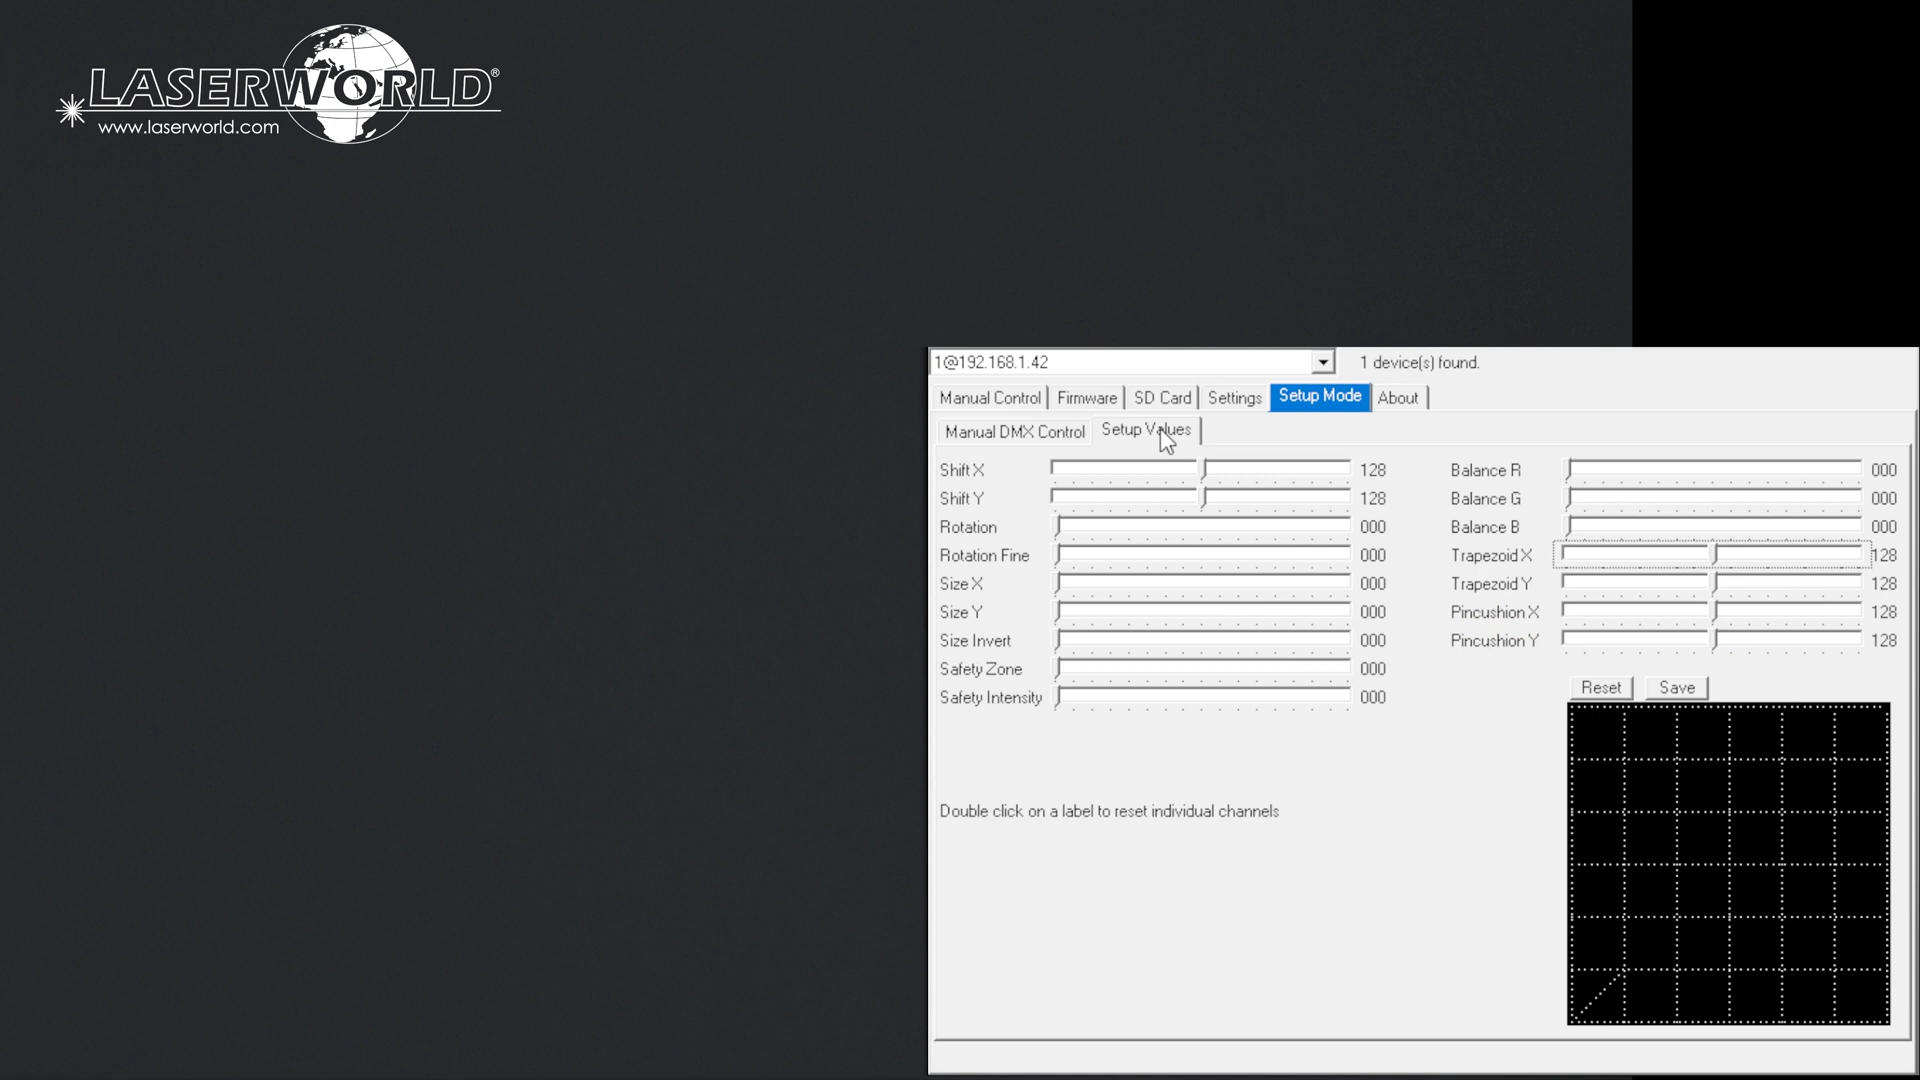 LASERWORLD®
www.laserworld.com
1@192.168.1.42
1 device(s) found.
Manual Control Firmware SD Card Settings Setup Mode About
Manual DMX Control Setup Values
Shift X 128 Balance R 000
Shift Y 128 Balance G 000
Rotation 000 Balance B 000
Rotation Fine 000 Trapezoid X 128
Size X 000 Trapezoid Y 128
Size Y 000 Pincushion X 128
Size Invert 000 Pincushion Y 128
Safety Zone 000
Safety Intensity 000
Reset Save
Double click on a label to reset individual channels